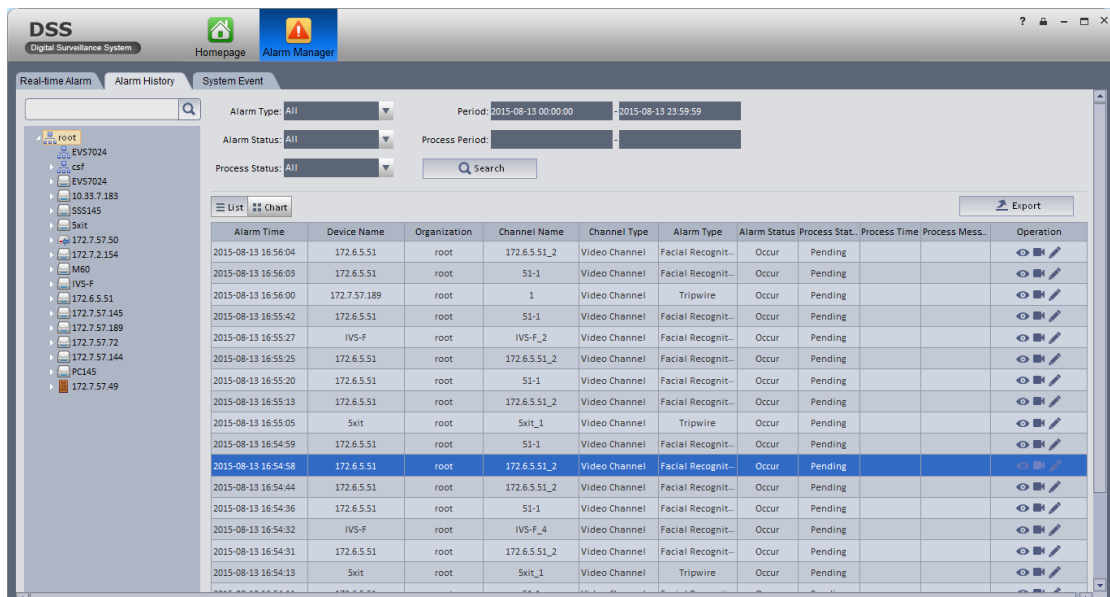 DSS
Digital Surveillance System
Homepage
Alarm Manager
?
Real-time Alarm Alarm History System Event
Alarm Type: All Period: 2015-08-13 00:00:00 - 2015-08-13 23:59:59
Alarm Status: All Process Period: -
Process Status: All Search
root
EVS7024
csf
EVS7024
10.33.7.183
SSS145
5xit
172.7.57.50
172.7.2.154
M60
IVS-F
172.6.5.51
172.7.57.145
172.7.57.189
172.7.57.72
172.7.57.144
PC145
172.7.57.49
List Chart Export
Alarm Time Device Name Organization Channel Name Channel Type Alarm Type Alarm Status Process Stat... Process Time Process Mess... Operation
2015-08-13 16:56:04 172.6.5.51 root 172.6.5.51_2 Video Channel Facial Recognit... Occur Pending
2015-08-13 16:56:03 172.6.5.51 root 51-1 Video Channel Facial Recognit... Occur Pending
2015-08-13 16:56:00 172.7.57.189 root 1 Video Channel Tripwire Occur Pending
2015-08-13 16:55:42 172.6.5.51 root 51-1 Video Channel Facial Recognit... Occur Pending
2015-08-13 16:55:27 IVS-F root IVS-F_2 Video Channel Facial Recognit... Occur Pending
2015-08-13 16:55:25 172.6.5.51 root 172.6.5.51_2 Video Channel Facial Recognit... Occur Pending
2015-08-13 16:55:20 172.6.5.51 root 51-1 Video Channel Facial Recognit... Occur Pending
2015-08-13 16:55:13 172.6.5.51 root 172.6.5.51_2 Video Channel Facial Recognit... Occur Pending
2015-08-13 16:55:05 5xit root 5xit_1 Video Channel Tripwire Occur Pending
2015-08-13 16:54:59 172.6.5.51 root 51-1 Video Channel Facial Recognit... Occur Pending
2015-08-13 16:54:58 172.6.5.51 root 172.6.5.51_2 Video Channel Facial Recognit... Occur Pending
2015-08-13 16:54:44 172.6.5.51 root 172.6.5.51_2 Video Channel Facial Recognit... Occur Pending
2015-08-13 16:54:36 172.6.5.51 root 51-1 Video Channel Facial Recognit... Occur Pending
2015-08-13 16:54:32 IVS-F root IVS-F_4 Video Channel Facial Recognit... Occur Pending
2015-08-13 16:54:31 172.6.5.51 root 172.6.5.51_2 Video Channel Facial Recognit... Occur Pending
2015-08-13 16:54:13 5xit root 5xit_1 Video Channel Tripwire Occur Pending